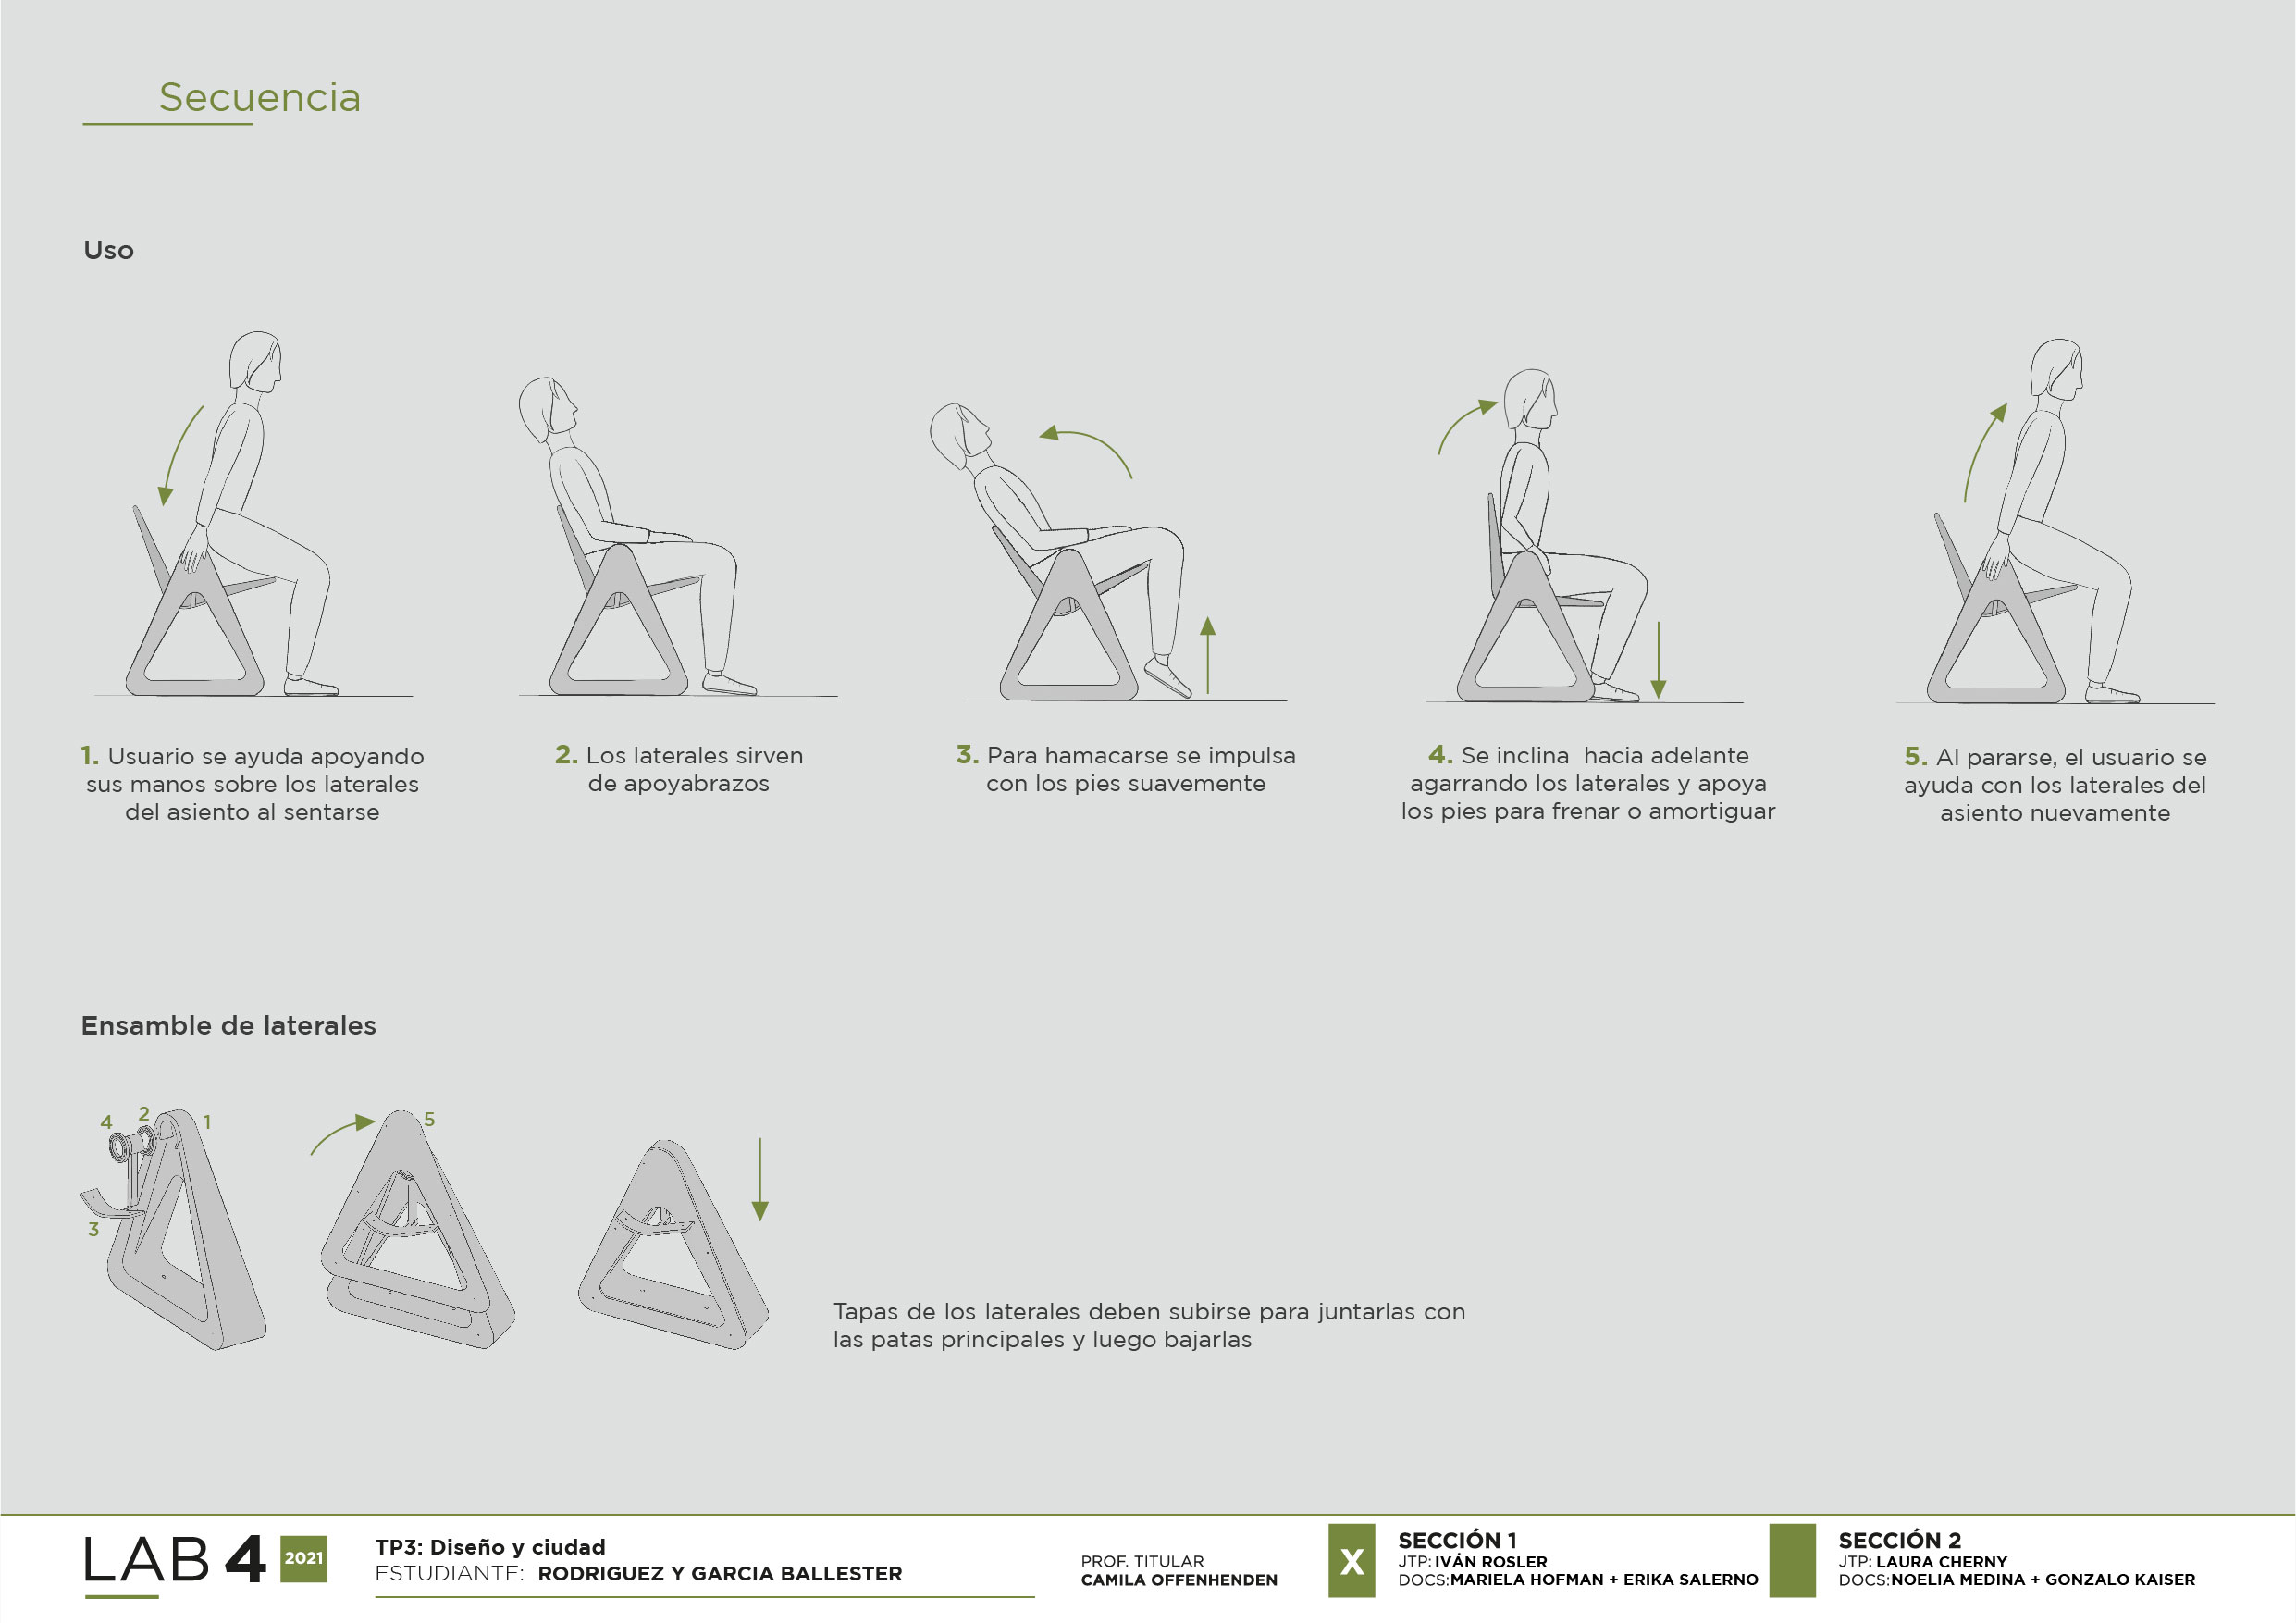 Secuencia
Uso
1. Usuario se ayuda apoyando
sus manos sobre los laterales
del asiento al sentarse
2. Los laterales sirven
de apoyabrazos
3. Para hamacarse se impulsa
con los pies suavemente
4. Se inclina hacia adelante
agarrando los laterales y apoya
los pies para frenar o amortiguar
5. Al pararse, el usuario se
ayuda con los laterales del
asiento nuevamente
Ensamble de laterales
4
2
1
3
5
Tapas de los laterales deben subirse para juntarlas con
las patas principales y luego bajarlas
LAB 4 2021
TP3: Diseño y ciudad
ESTUDIANTE: RODRIGUEZ Y GARCIA BALLESTER
PROF. TITULAR
CAMILA OFFENHENDEN
X
SECCIÓN 1
JTP: IVÁN ROSLER
DOCS:MARIELA HOFMAN + ERIKA SALERNO
SECCIÓN 2
JTP: LAURA CHERNY
DOCS:NOELIA MEDINA + GONZALO KAISER